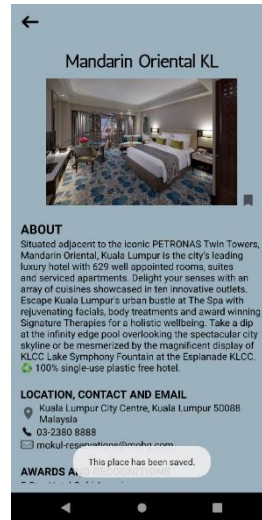 Mandarin Oriental KL
ABOUT
Situated adjacent to the iconic PETRONAS Twin Towers,
Mandarin Oriental, Kuala Lumpur is the city's leading
luxury hotel with 629 well appointed rooms, suites
and serviced apartments. Delight your senses with an
array of cuisines showcased in ten innovative outlets.
Escape Kuala Lumpur's urban bustle at The Spa with
rejuvenating facials, body treatments and award winning
Signature Therapies for a holistic wellbeing. Take a dip
at the infinity edge pool overlooking the spectacular city
skyline or be mesmerized by the magnificent display of
KLCC Lake Symphony Fountain at the Esplanade KLCC.
♻ 100% single-use plastic free hotel.
LOCATION, CONTACT AND EMAIL
Kuala Lumpur City Centre, Kuala Lumpur 50088
Malaysia
03-2380 8888
mokul-reservations@mohg.com
This place has been saved.
AWARDS AND RECOGNITIONS